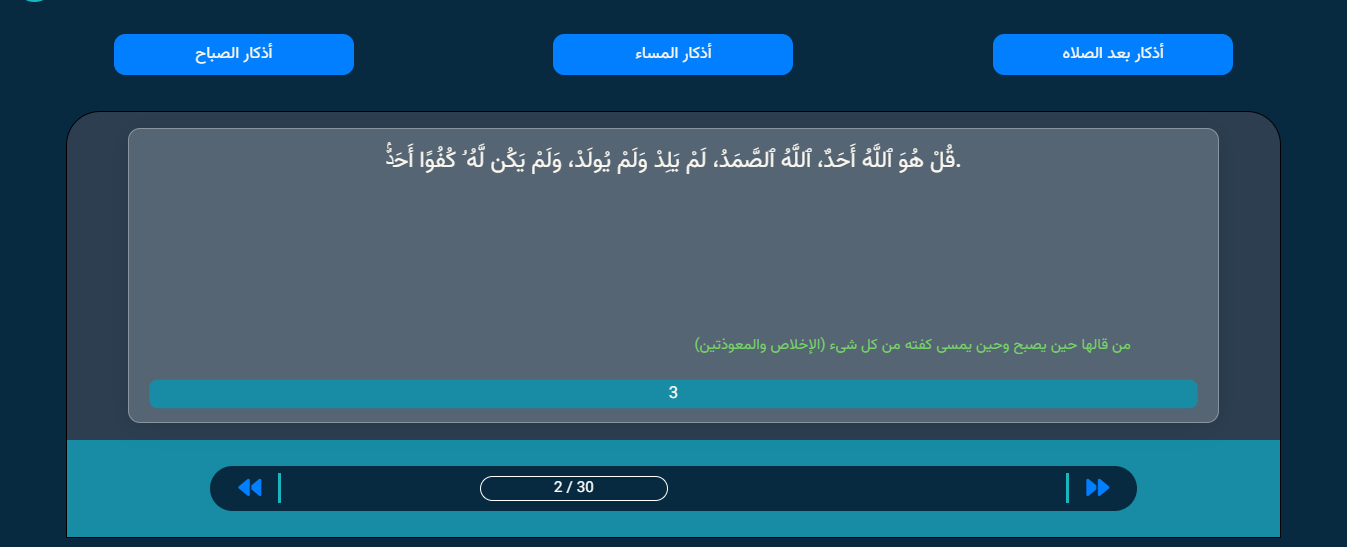 أذكار بعد الصلاه
أذكار المساء
أذكار الصباح
.قُلْ هُوَ ٱللَّهُ أَحَدٌ، ٱللَّهُ ٱلصَّمَدُ، لَمْ يَلِدْ وَلَمْ يُولَدْ، وَلَمْ يَكُن لَّهُۥ كُفُوًا أَحَدٌۢ
من قالها حين يصبح وحين يمسى كفته من كل شىء (الإخلاص والمعوذتين)
3
2 / 30